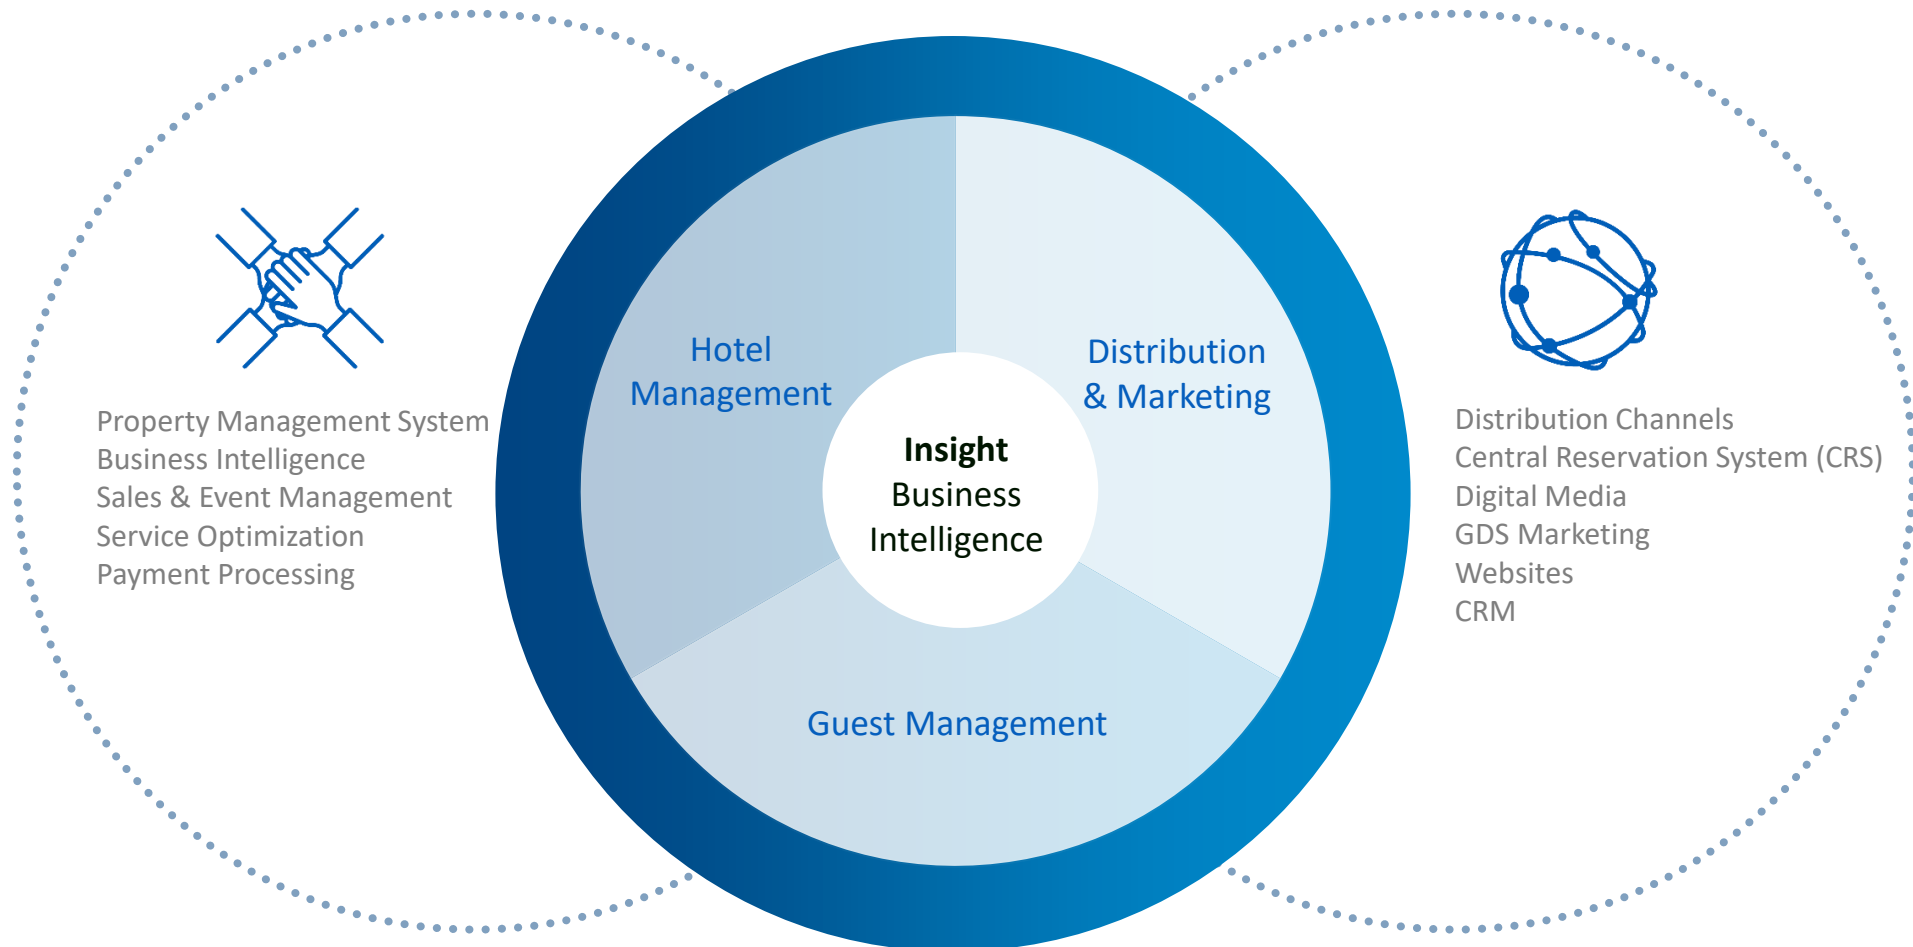 Property Management System
Business Intelligence
Sales & Event Management
Service Optimization
Payment Processing
Hotel
Management
Distribution
& Marketing
Insight
Business
Intelligence
Guest Management
Distribution Channels
Central Reservation System (CRS)
Digital Media
GDS Marketing
Websites
CRM